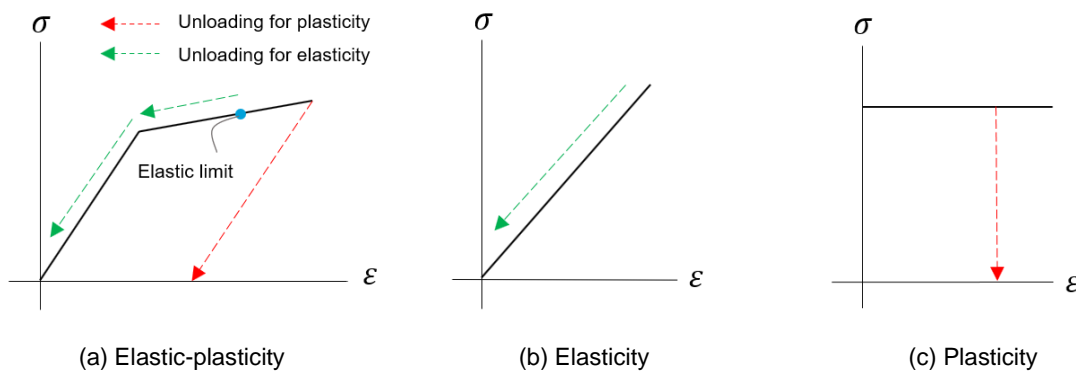 σ
Unloading for plasticity
Unloading for elasticity
Elastic limit
ε
(a) Elastic-plasticity
σ
ε
(b) Elasticity
σ
ε
(c) Plasticity